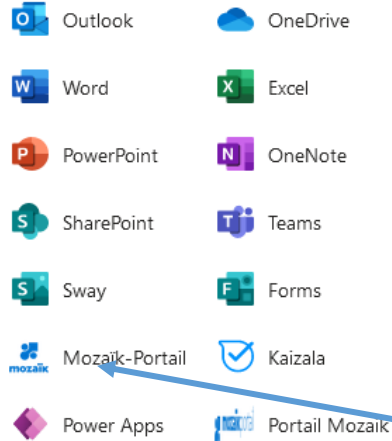 Outlook OneDrive
Word Excel
PowerPoint OneNote
SharePoint Teams
Sway Forms
mozaïk Mozaïk-Portail Kaizala
Power Apps Portail Mozaïk